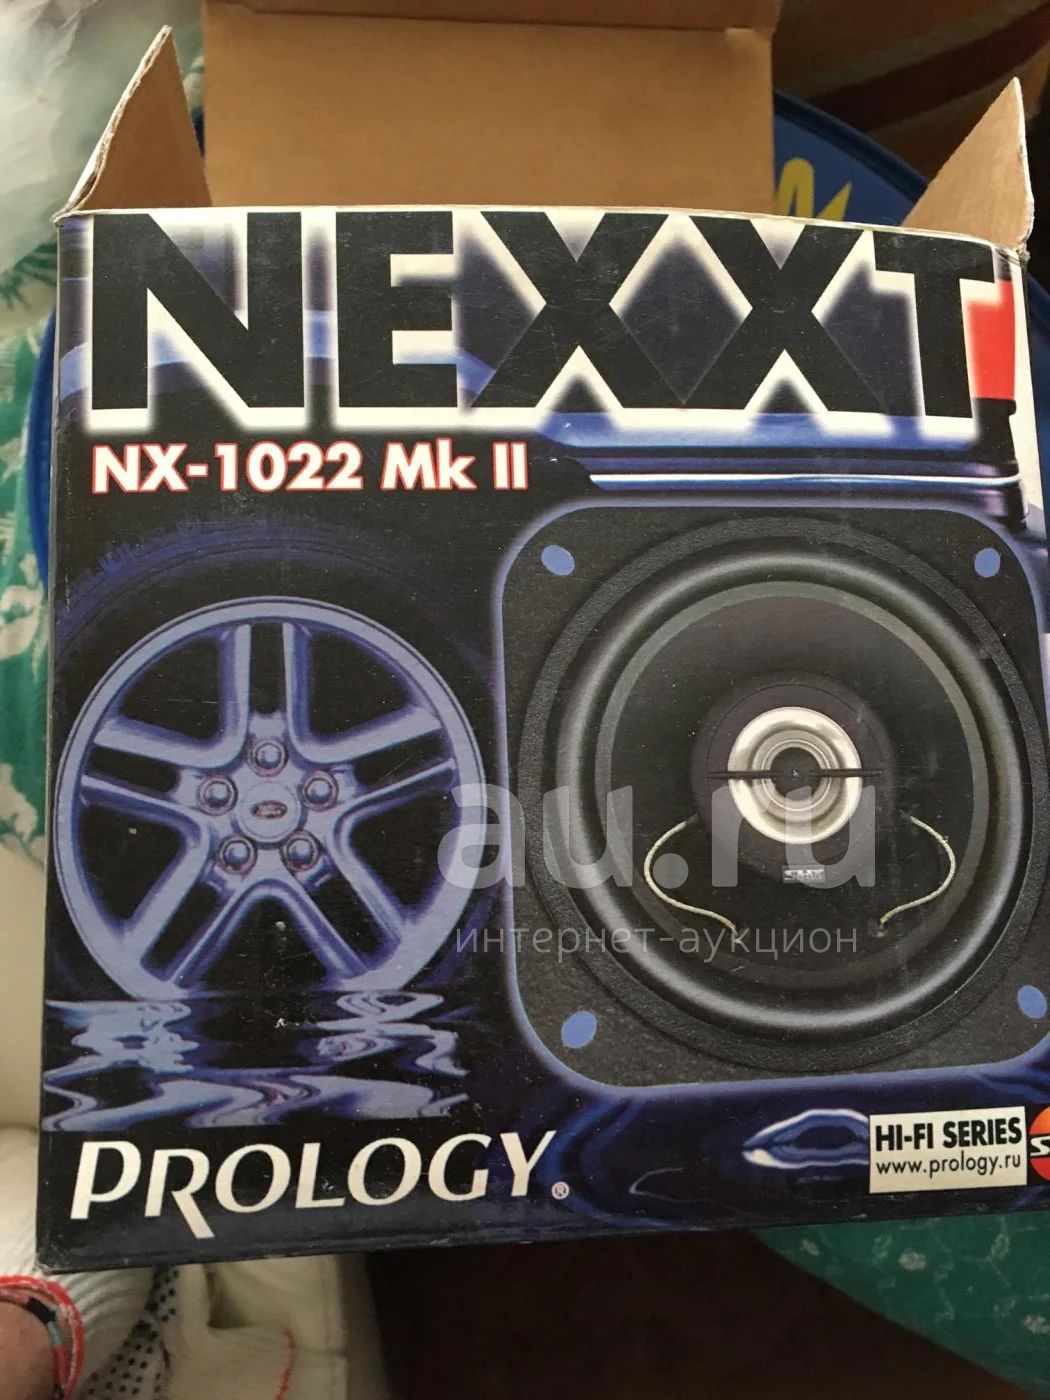 NEXXT
NX-1022 Mk II
au.ru
интернет-аукцион
PROLOGY®
HI-FI SERIES
www.prology.ru